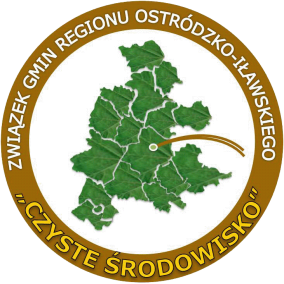 ZWIĄZEK GMIN REGIONU OSTRÓDZKO-IŁAWSKIEGO
„CZYSTE ŚRODOWISKO”